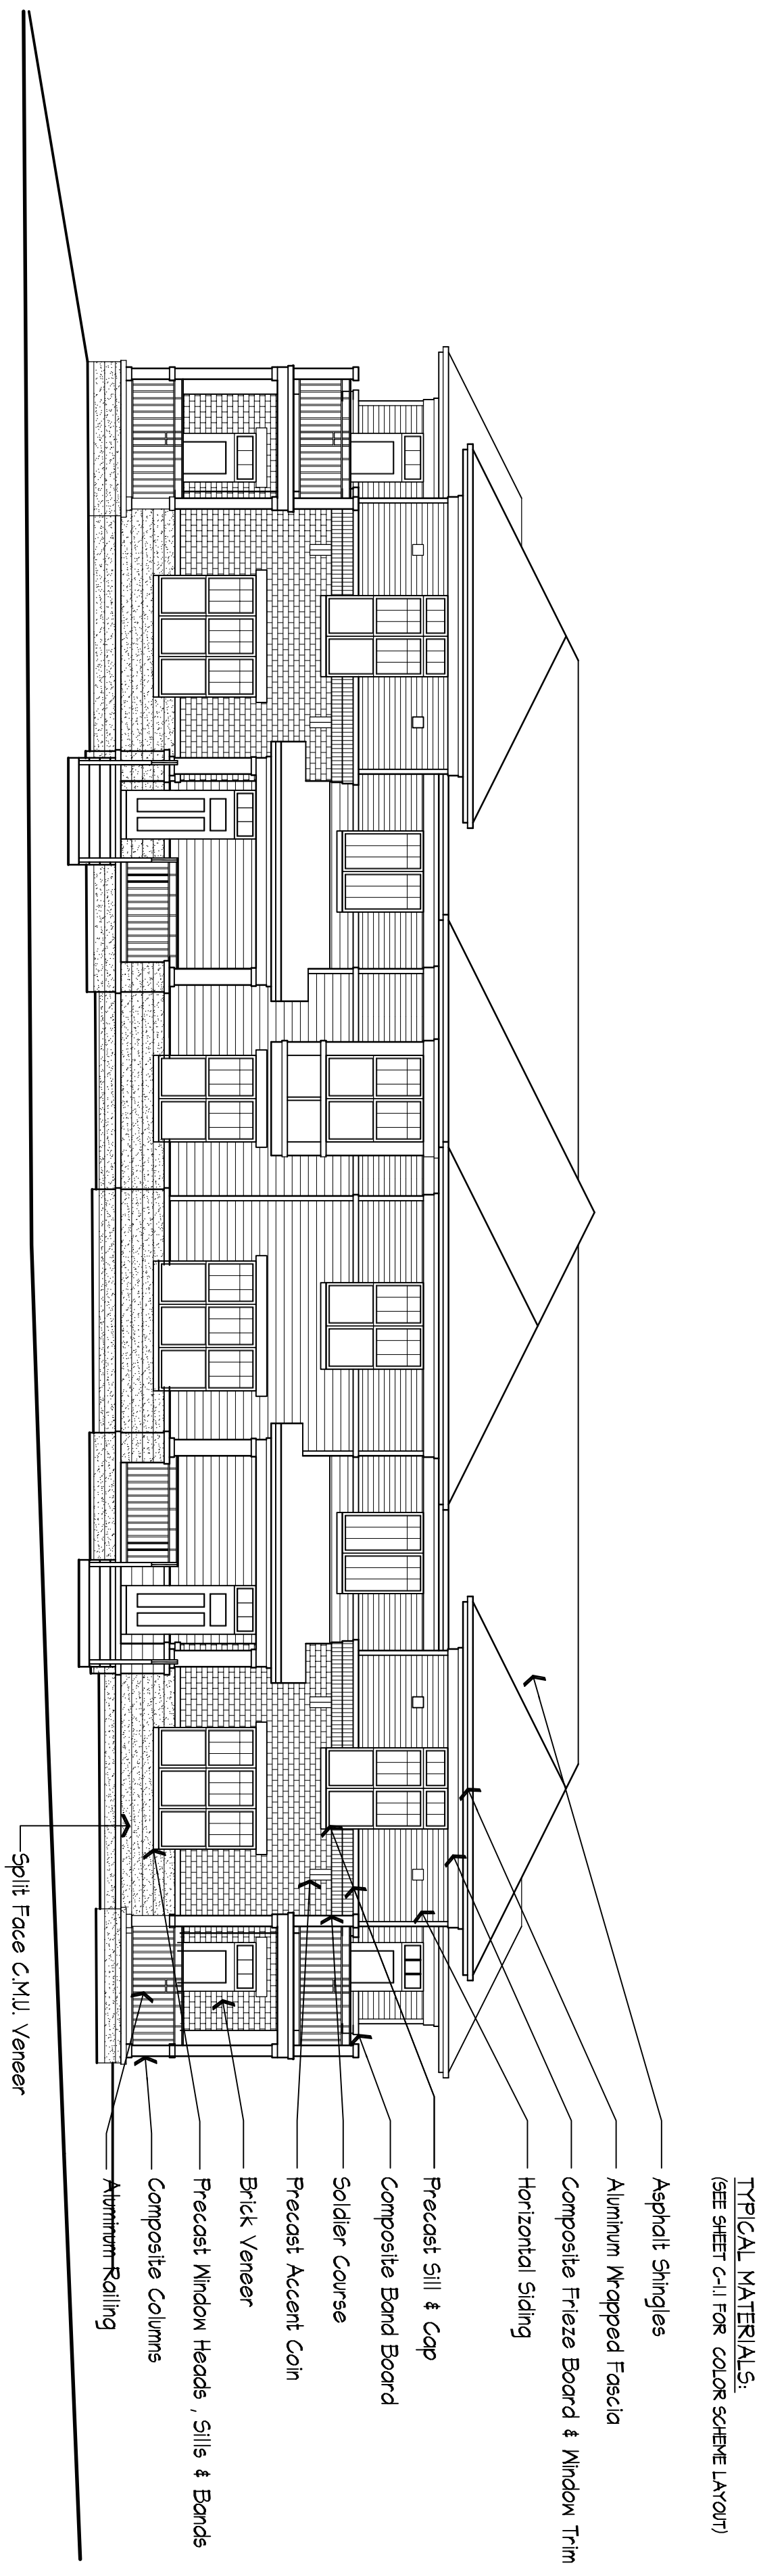 TYPICAL MATERIALS:
(SEE SHEET C-1.1 FOR COLOR SCHEME LAYOUT)
Asphalt Shingles
Aluminum Wrapped Fascia
Composite Frieze Board & Window Trim
Horizontal Siding
Precast Sill & Cap
Composite Band Board
Soldier Course
Precast Accent Coin
Brick Veneer
Precast Window Heads , Sills & Bands
Composite Columns
Aluminum Railing
Split Face C.M.U. Veneer